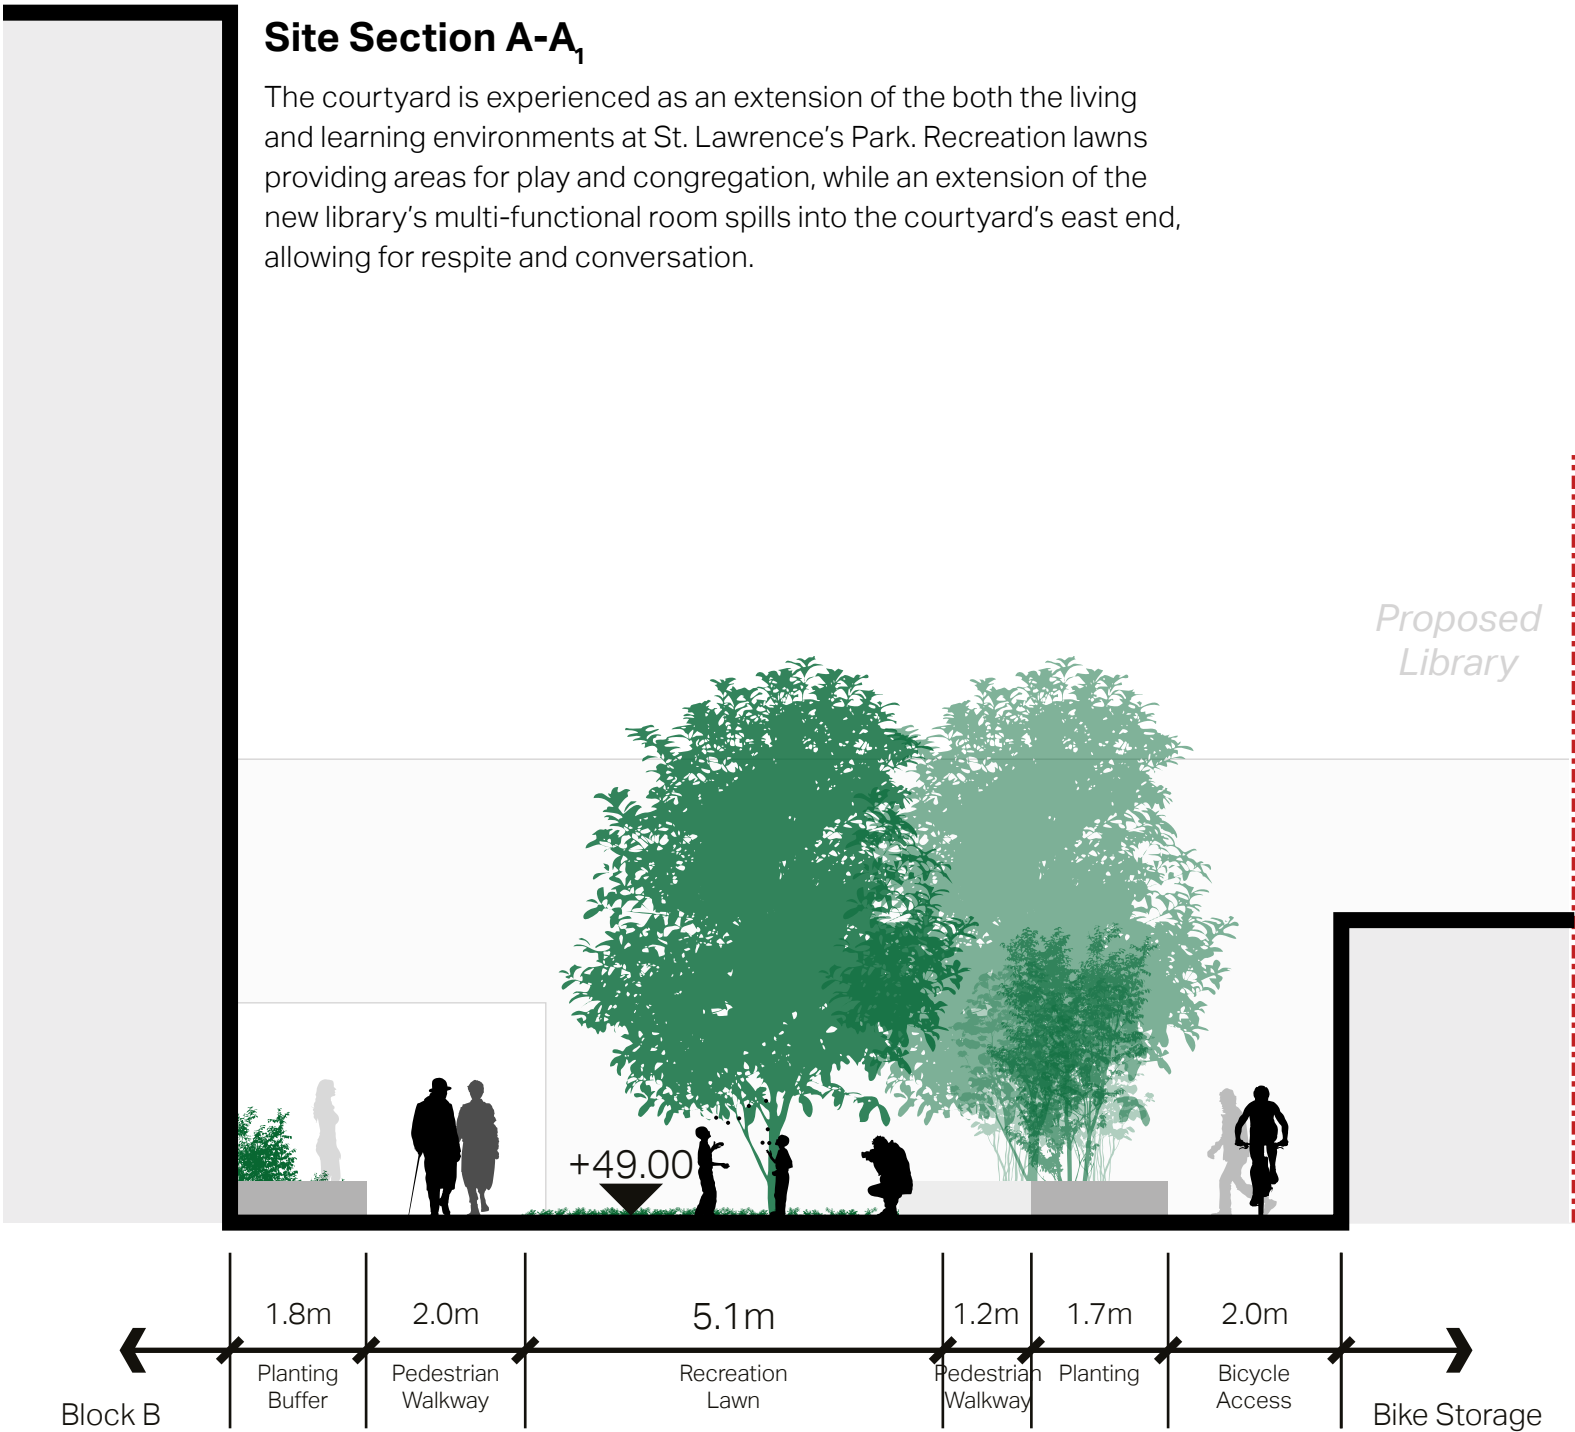 Site Section A-A1
The courtyard is experienced as an extension of the both the living
and learning environments at St. Lawrence's Park. Recreation lawns
providing areas for play and congregation, while an extension of the
new library's multi-functional room spills into the courtyard's east end,
allowing for respite and conversation.
Proposed
Library
+49.00
1.8m
2.0m
5.1m
1.2m
1.7m
2.0m
Planting
Buffer
Pedestrian
Walkway
Recreation
Lawn
Pedestrian
Walkway
Planting
Bicycle
Access
Block B
Bike Storage